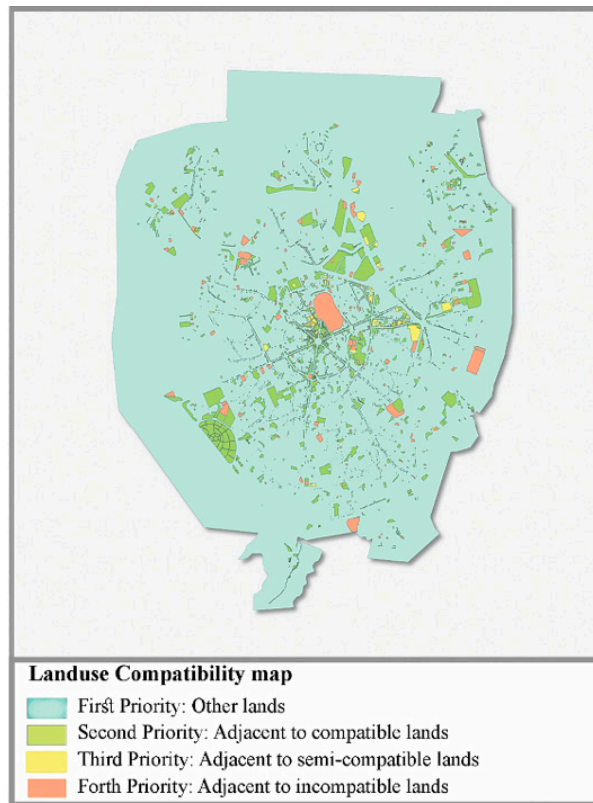 Landuse Compatibility map
First Priority: Other lands
Second Priority: Adjacent to compatible lands
Third Priority: Adjacent to semi-compatible lands
Forth Priority: Adjacent to incompatible lands